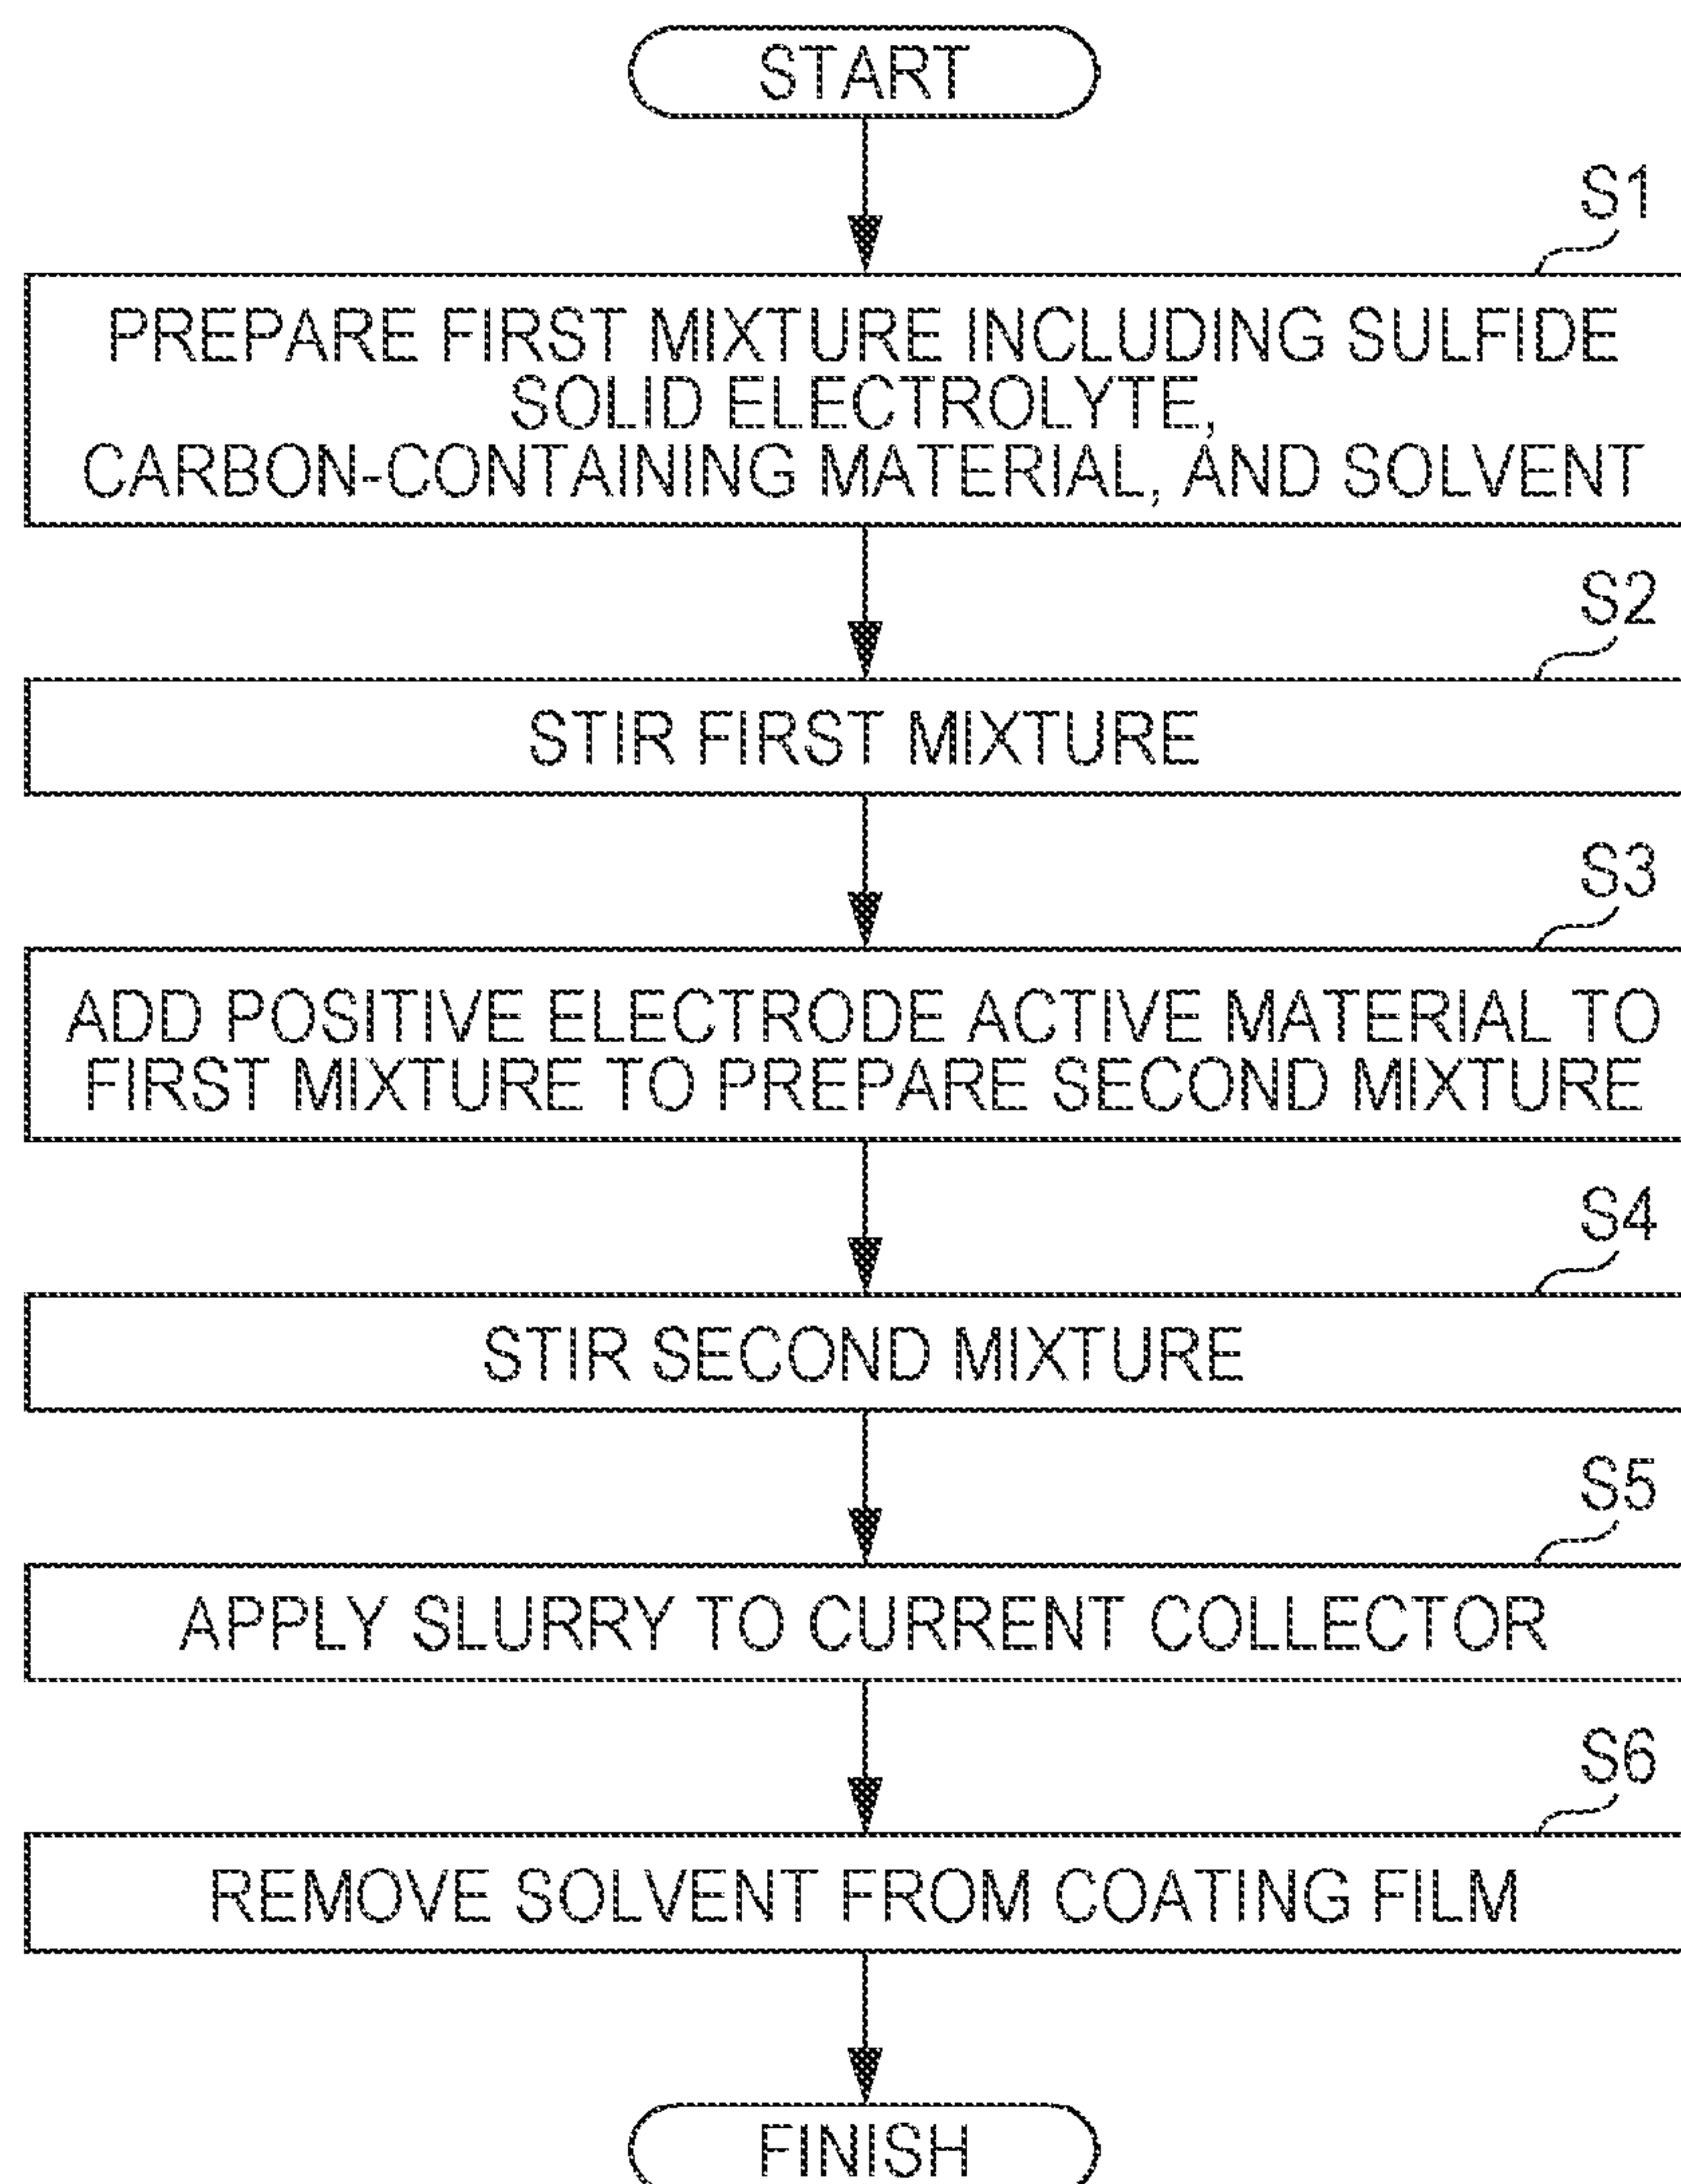 START
S1
PREPARE FIRST MIXTURE INCLUDING SULFIDE
SOLID ELECTROLYTE,
CARBON-CONTAINING MATERIAL, AND SOLVENT
S2
STIR FIRST MIXTURE
S3
ADD POSITIVE ELECTRODE ACTIVE MATERIAL TO
FIRST MIXTURE TO PREPARE SECOND MIXTURE
S4
STIR SECOND MIXTURE
S5
APPLY SLURRY TO CURRENT COLLECTOR
S6
REMOVE SOLVENT FROM COATING FILM
FINISH